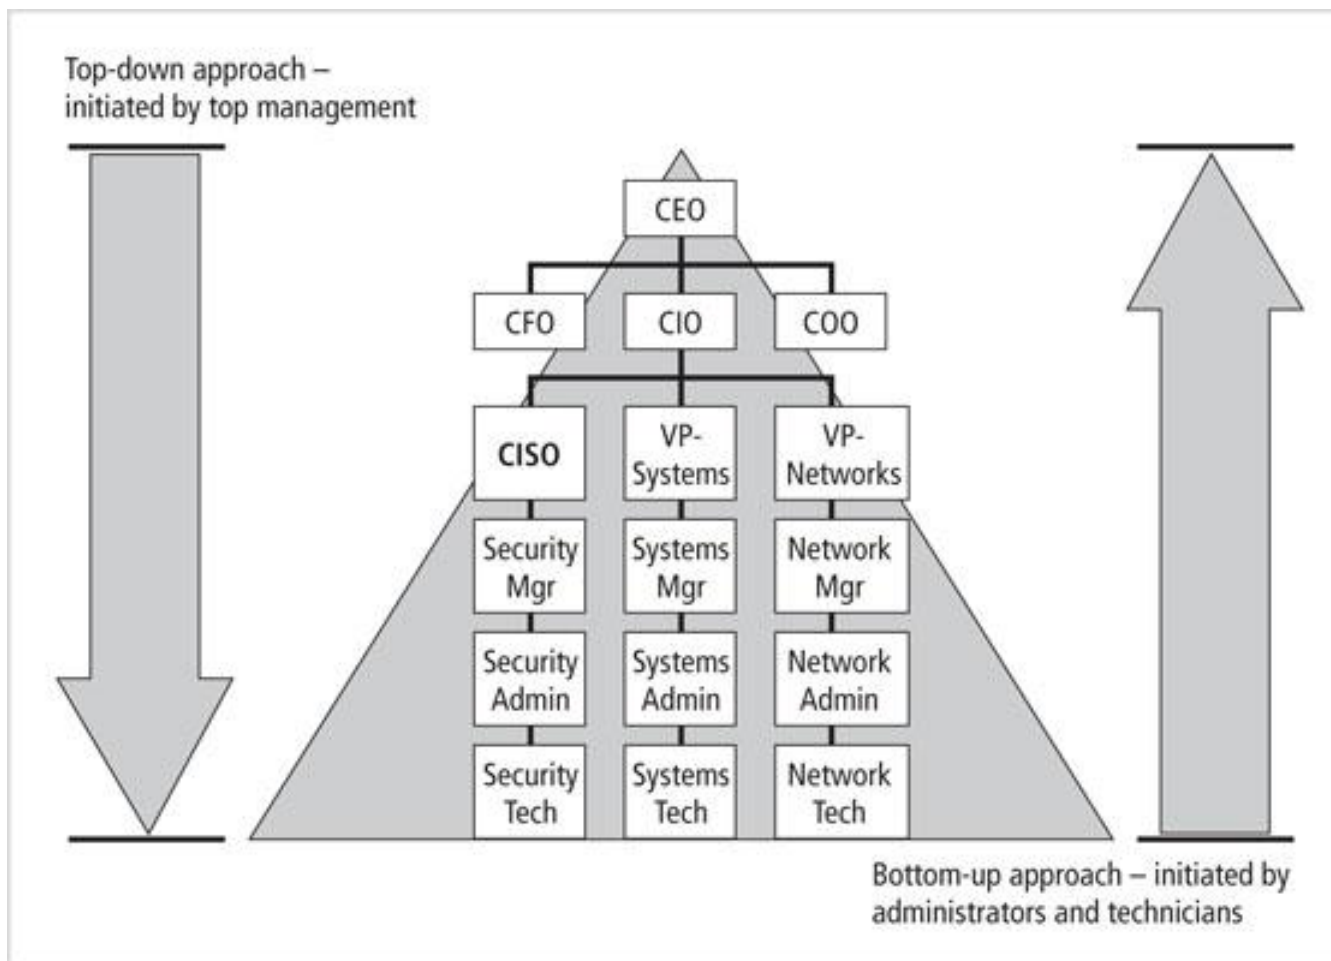 Top-down approach –
initiated by top management
CEO
CFO
CIO
COO
CISO
VP-
Systems
VP-
Networks
Security
Mgr
Systems
Mgr
Network
Mgr
Security
Admin
Systems
Admin
Network
Admin
Security
Tech
Systems
Tech
Network
Tech
Bottom-up approach – initiated by
administrators and technicians